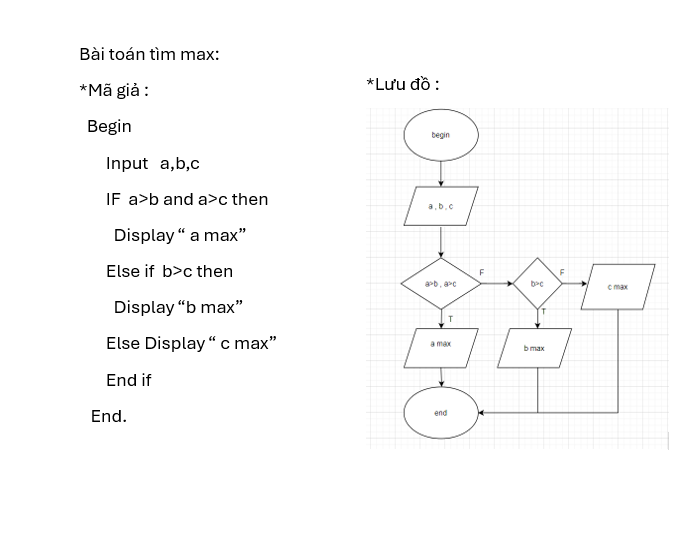 Bài toán tìm max:
*Mã giả :
Begin
Input a,b,c
IF a>b and a>c then
Display “ a max”
Else if b>c then
Display “b max”
Else Display “ c max”
End if
End.
*Lưu đồ :
begin
a , b , c
a>b , a>c
F
b>c
F
c max
T
T
a max
b max
end